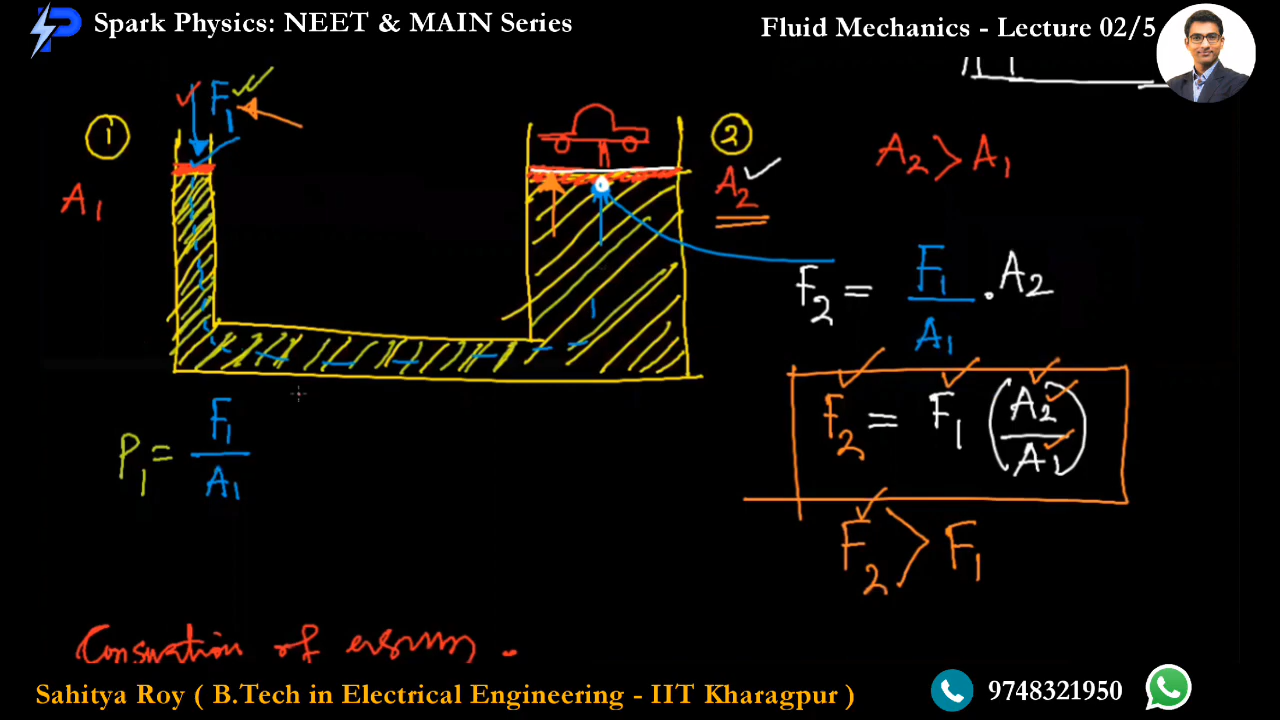 Spark Physics: NEET & MAIN Series
Fluid Mechanics - Lecture 02/5
F₁
① ②
A₁
A₂
A₂ > A₁
F₂ = F₁/A₁ . A₂
F₂ = F₁ (A₂/A₁)
P₁ = F₁/A₁
F₂ > F₁
of
Sahitya Roy ( B.Tech in Electrical Engineering - IIT Kharagpur )
9748321950